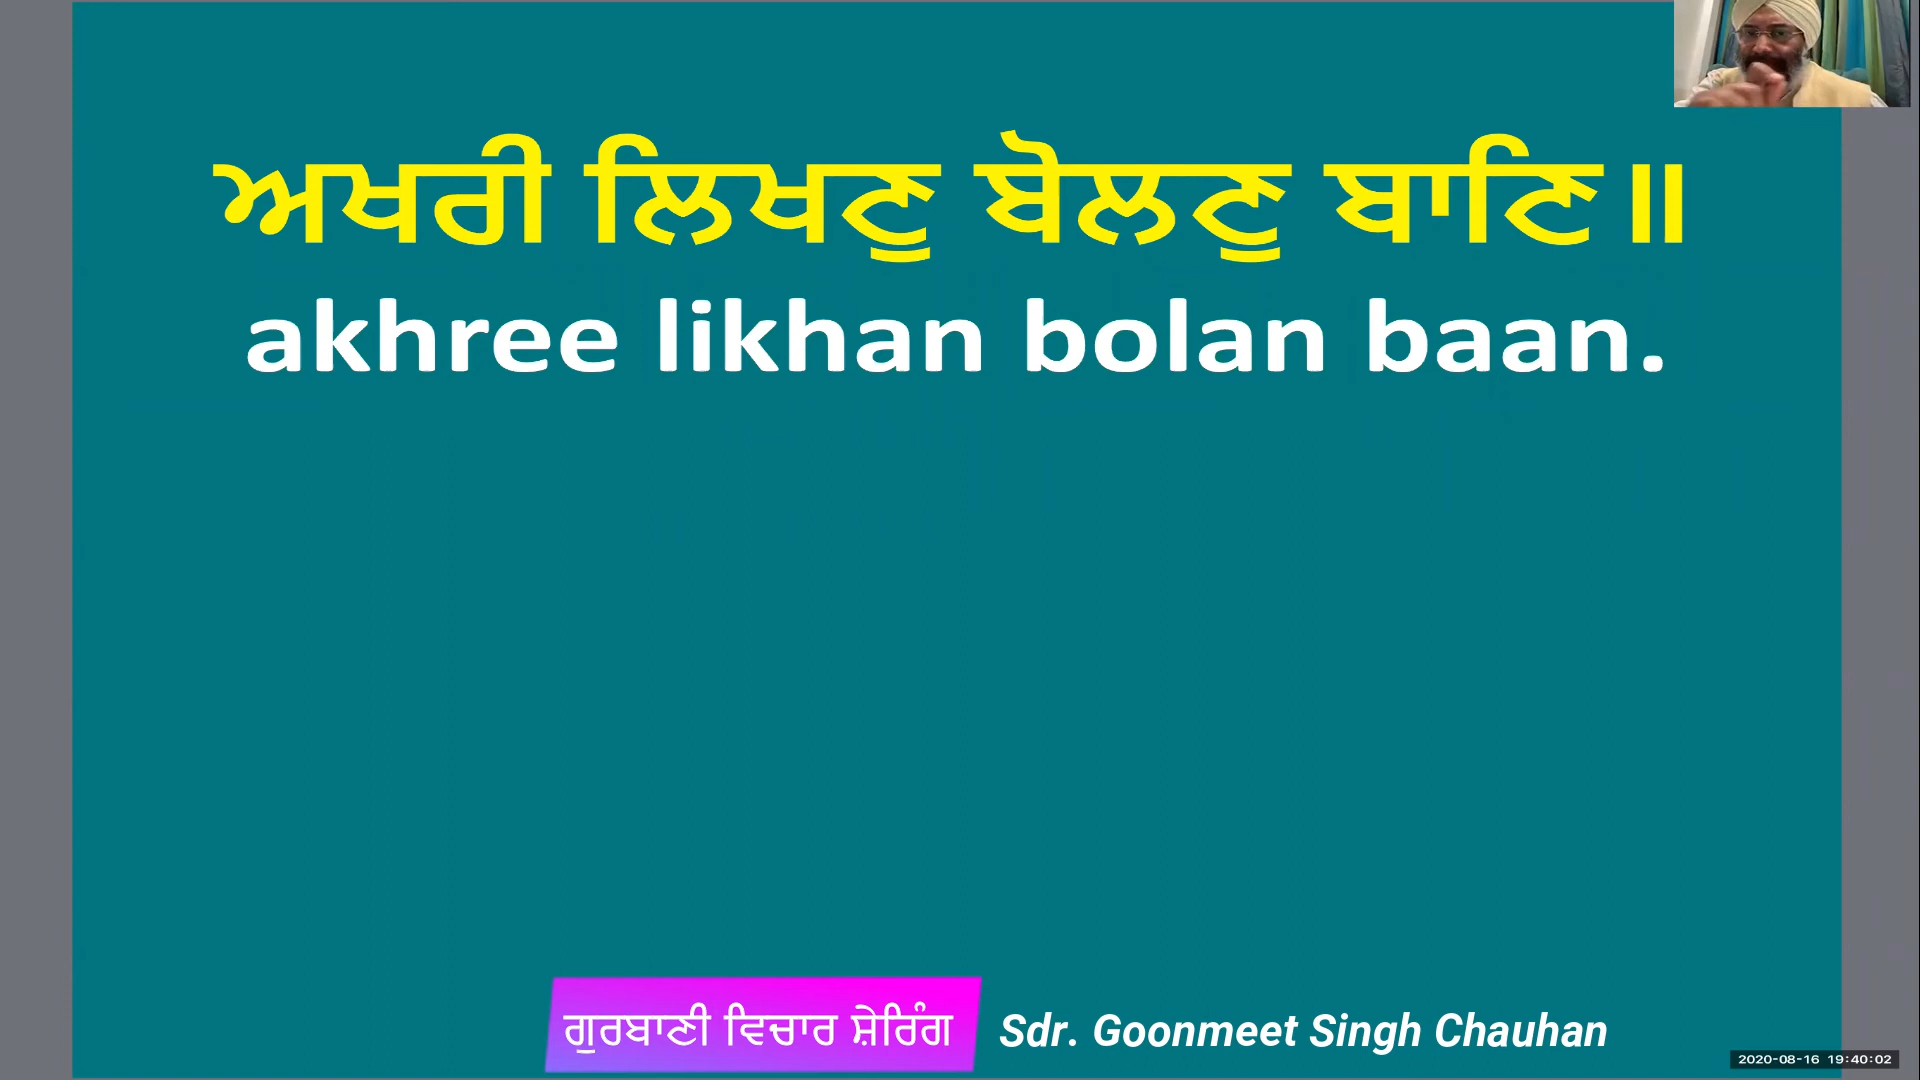 ਅਖਰੀ ਲਿਖਣੁ ਬੋਲਣੁ ਬਾਣਿ॥
akhree likhan bolan baan.
ਗੁਰਬਾਣੀ ਵਿਚਾਰ ਸ਼ੇਰਿੰਗ Sdr. Goonmeet Singh Chauhan
2020-08-16 19:40:02